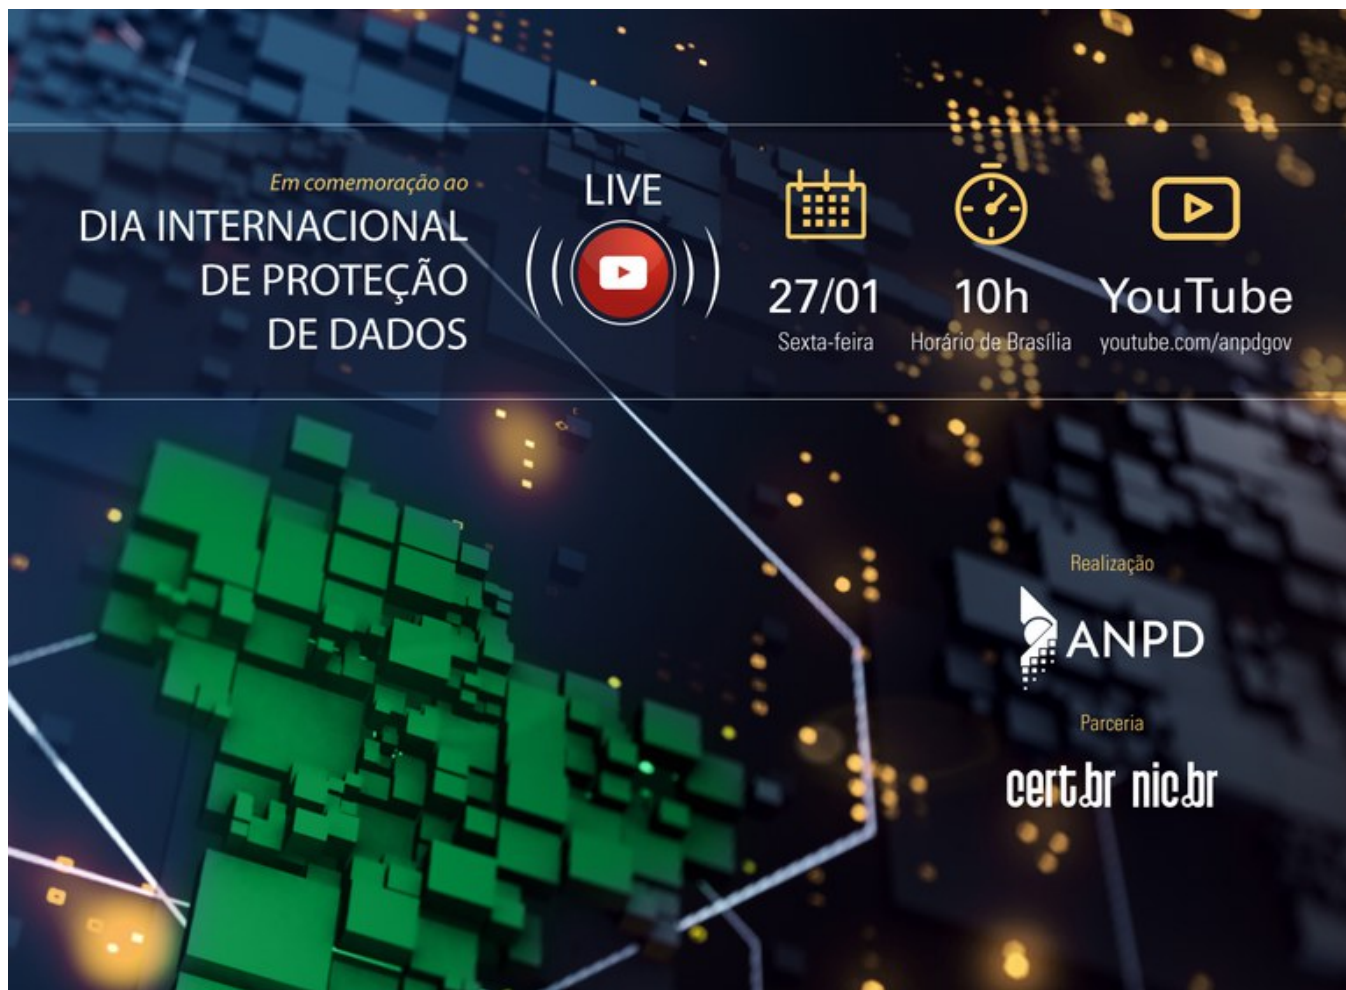 Em comemoração ao
DIA INTERNACIONAL
DE PROTEÇÃO
DE DADOS
LIVE
27/01
Sexta-feira
10h
Horário de Brasília
YouTube
youtube.com/anpdgov
Realização
ANPD
Parceria
cert.br nic.br